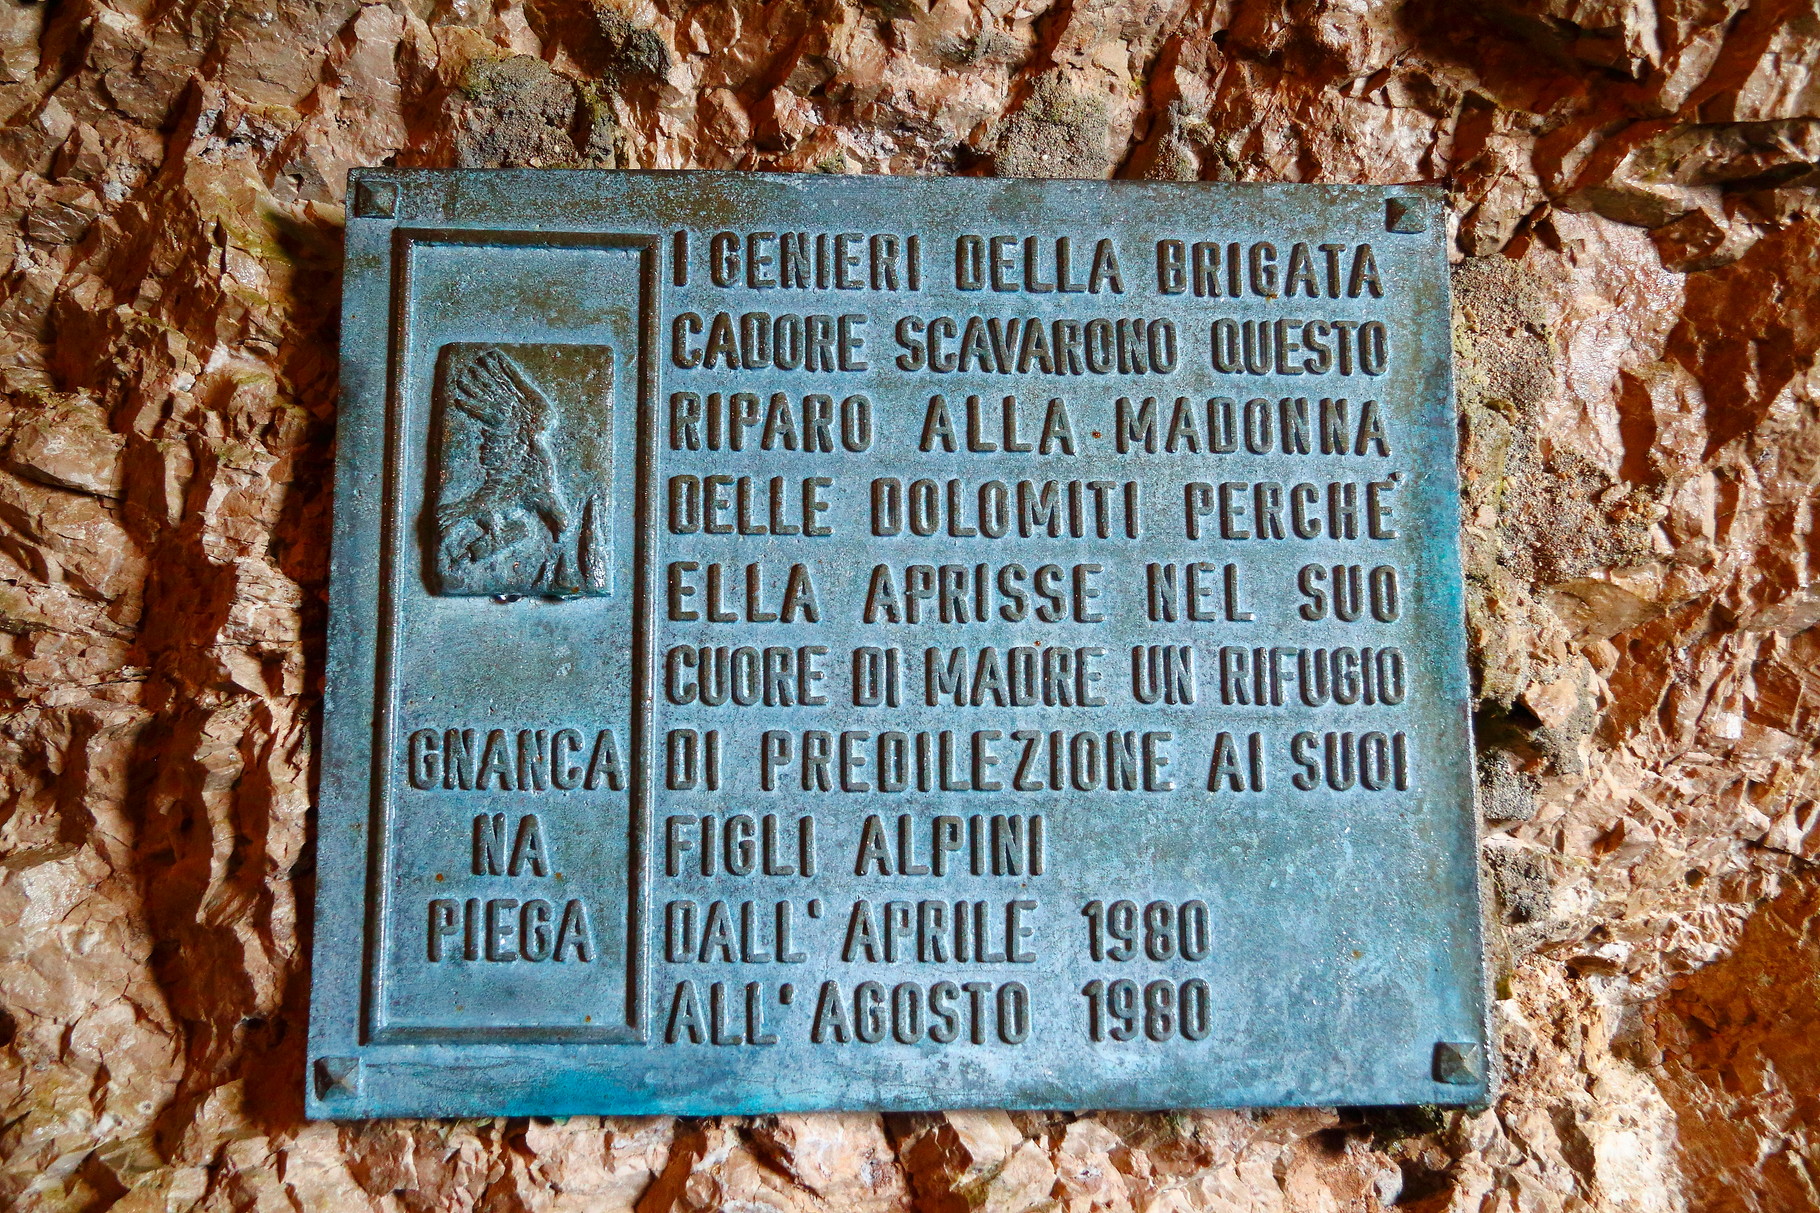 GNANCA
NA
PIEGA
I GENIERI DELLA BRIGATA
CADORE SCAVARONO QUESTO
RIPARO ALLA MADONNA
DELLE DOLOMITI PERCHE'
ELLA APRISSE NEL SUO
CUORE DI MADRE UN RIFUGIO
DI PREDILEZIONE AI SUOI
FIGLI ALPINI
DALL' APRILE 1980
ALL' AGOSTO 1980